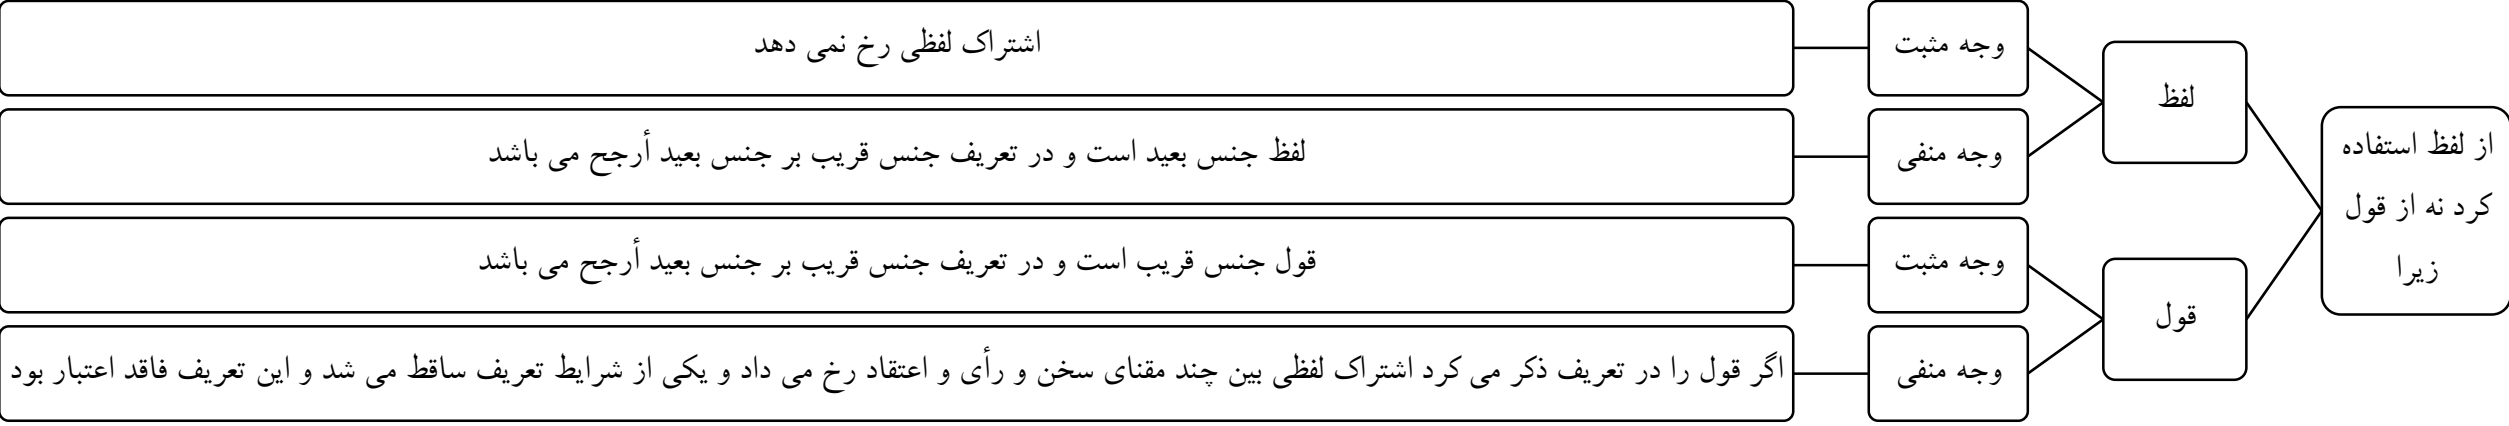 از لفظ استفاده
کرد نه از قول
زیرا
لفظ
وجه مثبت
اشتراک لفظی رخ نمی دهد
وجه منفی
لفظ جنس بعید است و در تعریف جنس قریب بر جنس بعید أرجح می باشد
قول
وجه مثبت
قول جنس قریب است و در تعریف جنس قریب بر جنس بعید أرجح می باشد
وجه منفی
اگر قول را در تعریف ذکر می کرد اشتراک لفظی بین چند مقنای سخن و رأی و اعتقاد رخ می داد و یکی از شرایط تعریف ساقط می شد و این تعریف فاقد اعتبار بود